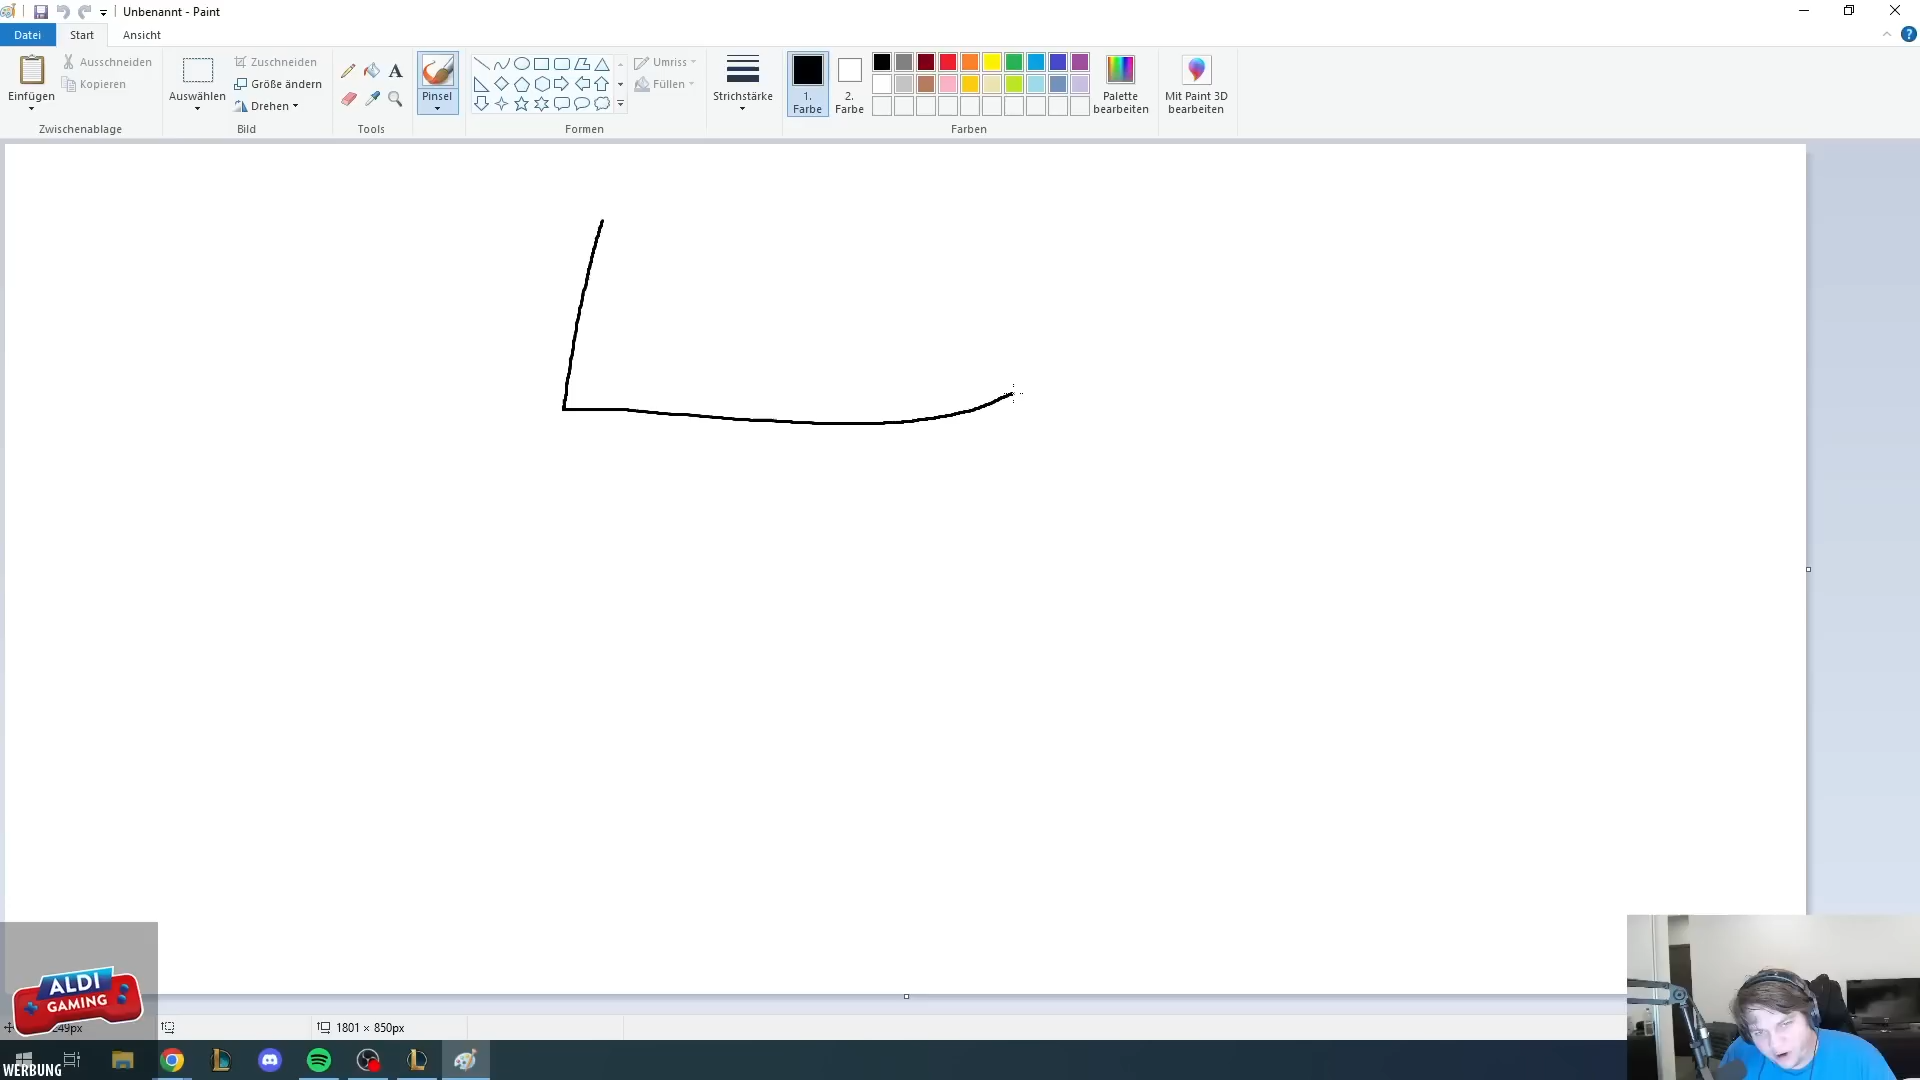 Unbenannt - Paint
Datei Start Ansicht
Einfügen
Ausschneiden
Kopieren
Zwischenablage
Auswählen
Zuschneiden
Größe ändern
Drehen
Bild
A
Tools
Pinsel
Umriss
Füllen
Formen
Strichstärke
1.
Farbe
2.
Farbe
Palette
bearbeiten
Farben
Mit Paint 3D
bearbeiten
ALDI
GAMING
1801 × 850px
WERBUNG